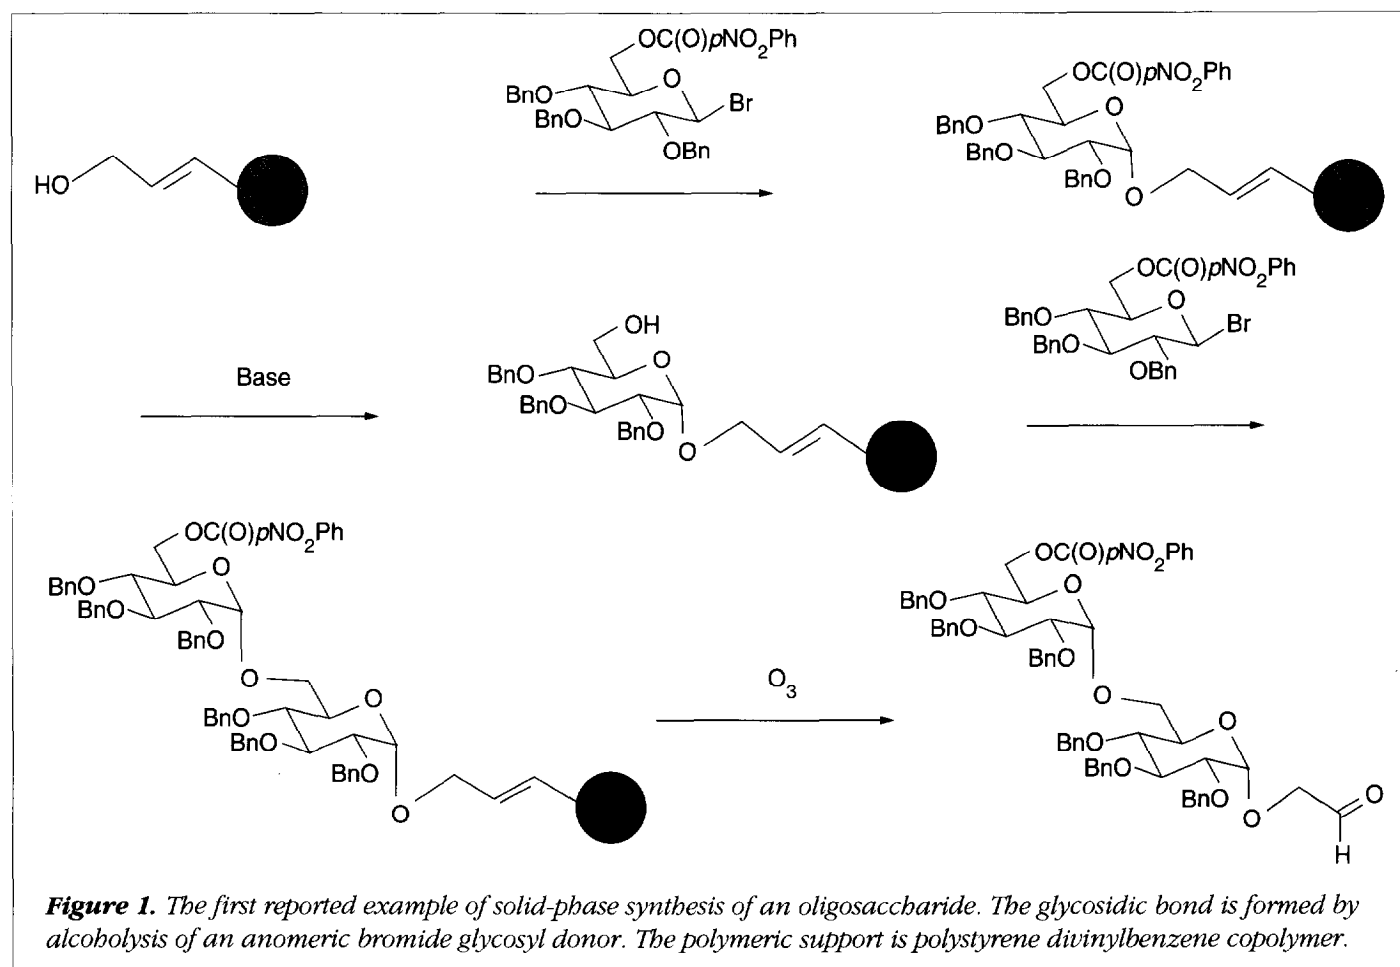 OC(O)pNO2Ph
O
Br
BnO
BnO
OBn
HO
OC(O)pNO2Ph
O
BnO
BnO
BnO
O
OC(O)pNO2Ph
O
Br
BnO
BnO
OBn
Base
OH
O
BnO
BnO
BnO
O
OC(O)pNO2Ph
O
BnO
BnO
BnO
O
O
BnO
BnO
BnO
O
O3
OC(O)pNO2Ph
O
BnO
BnO
BnO
O
O
BnO
BnO
BnO
O
O
H
Figure 1. The first reported example of solid-phase synthesis of an oligosaccharide. The glycosidic bond is formed by
alcoholysis of an anomeric bromide glycosyl donor. The polymeric support is polystyrene divinylbenzene copolymer.